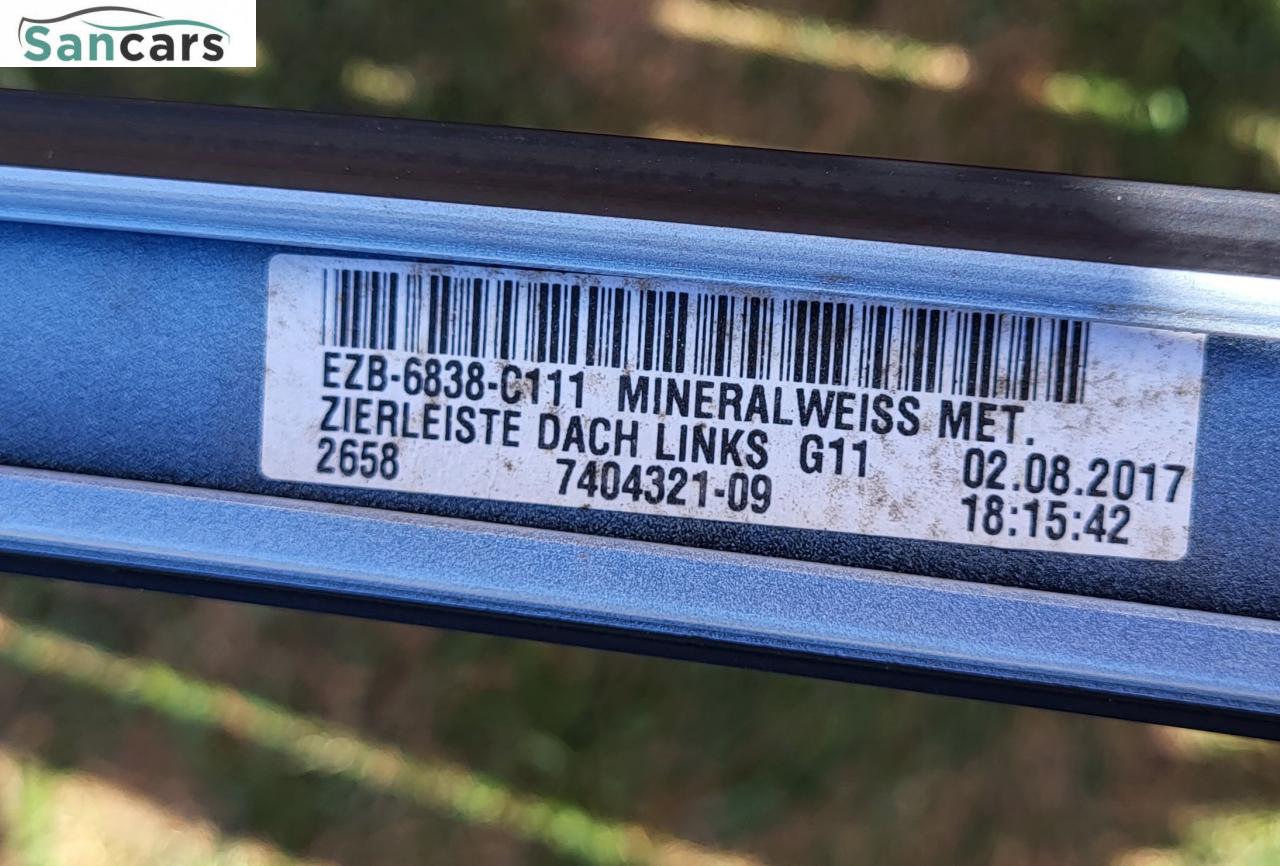 Sancars
EZB-6838-C111 MINERALWEISS MET.
ZIERLEISTE DACH LINKS G11 02.08.2017
2658 7404321-09 18:15:42